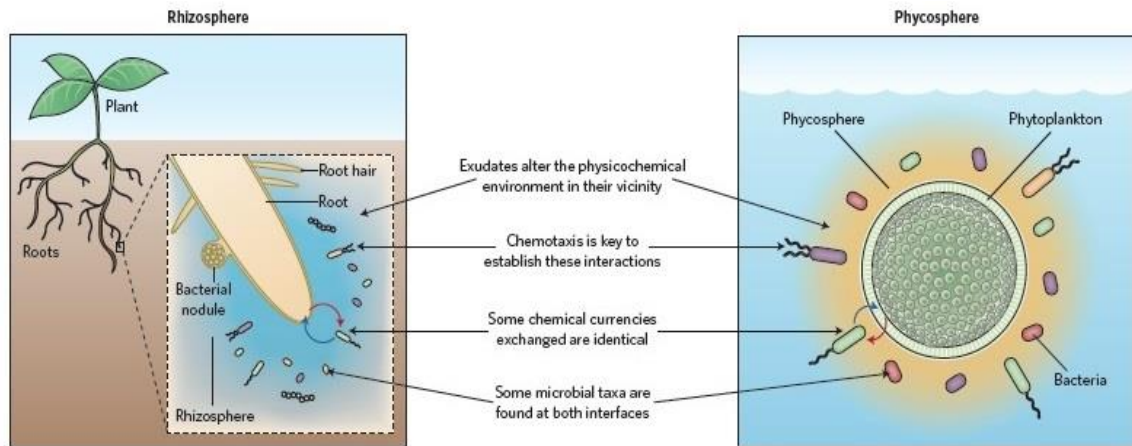 Rhizosphere
Phycosphere
Plant
Roots
Root hair
Root
Bacterial
nodule
Rhizosphere
Exudates alter the physicochemical
environment in their vicinity
Chemotaxis is key to
establish these interactions
Some chemical currencies
exchanged are identical
Some microbial taxa are
found at both interfaces
Phycosphere
Phytoplankton
Bacteria